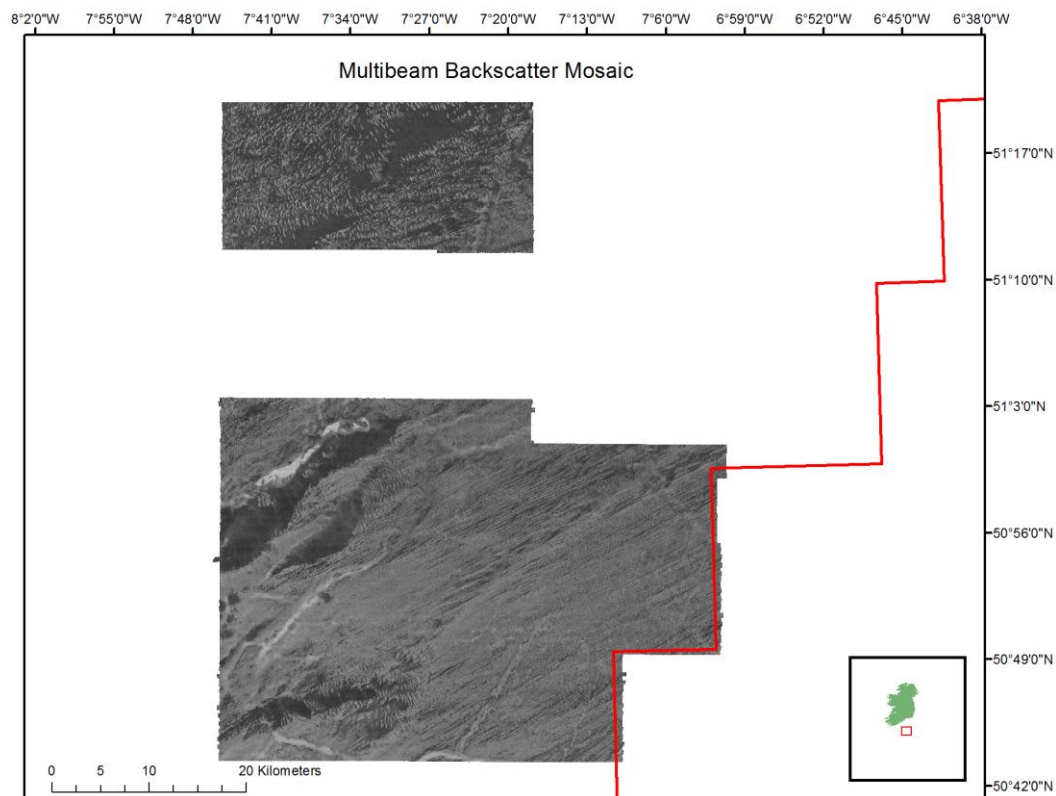 8°2'0"W 7°55'0"W 7°48'0"W 7°41'0"W 7°34'0"W 7°27'0"W 7°20'0"W 7°13'0"W 7°6'0"W 6°59'0"W 6°52'0"W 6°45'0"W 6°38'0"W
Multibeam Backscatter Mosaic
51°17'0"N
51°10'0"N
51°3'0"N
50°56'0"N
50°49'0"N
50°42'0"N
0 5 10 20 Kilometers